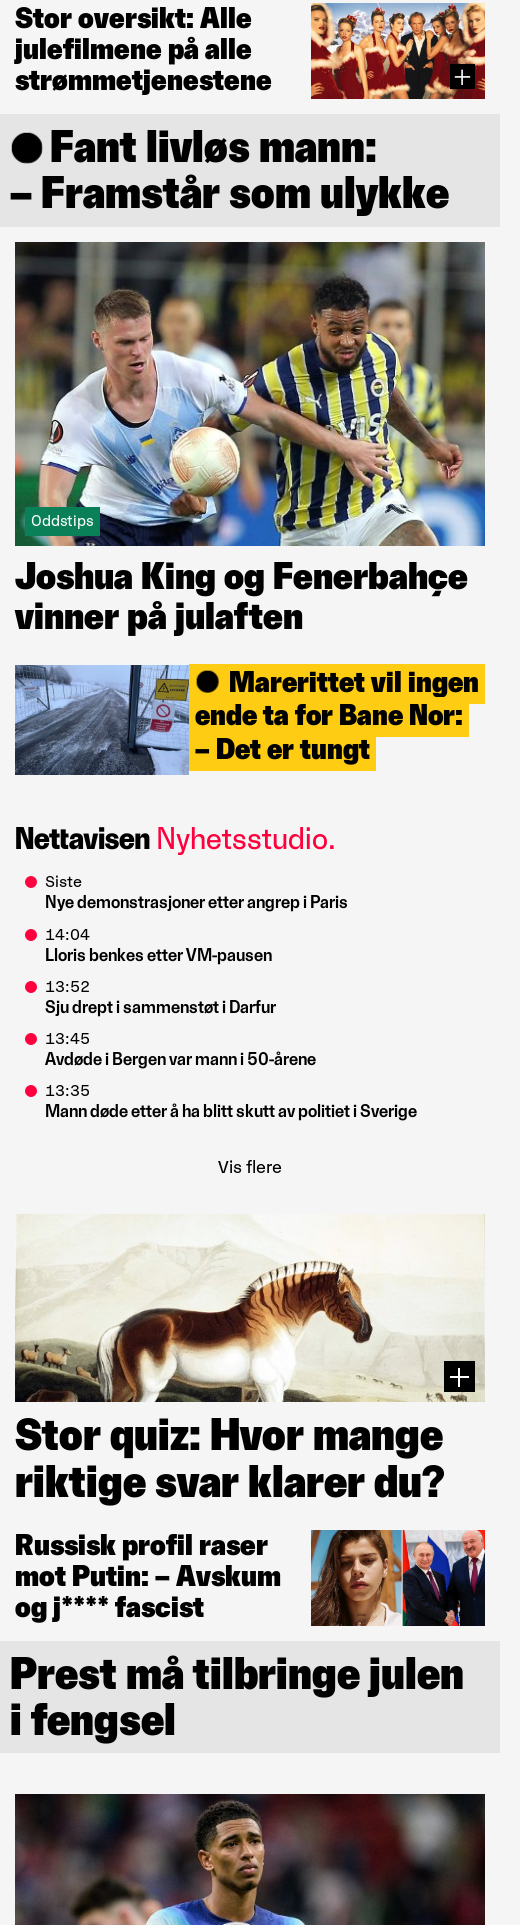 Stor oversikt: Alle
julefilmene på alle
strømmetjenestene
Fant livløs mann:
– Framstår som ulykke
Oddstips
Joshua King og Fenerbahçe
vinner på julaften
Marerittet vil ingen
ende ta for Bane Nor:
– Det er tungt
Nettavisen Nyhetsstudio.
Siste
Nye demonstrasjoner etter angrep i Paris
14:04
Lloris benkes etter VM-pausen
13:52
Sju drept i sammenstøt i Darfur
13:45
Avdøde i Bergen var mann i 50-årene
13:35
Mann døde etter å ha blitt skutt av politiet i Sverige
Vis flere
Stor quiz: Hvor mange
riktige svar klarer du?
Russisk profil raser
mot Putin: – Avskum
og j**** fascist
Prest må tilbringe julen
i fengsel